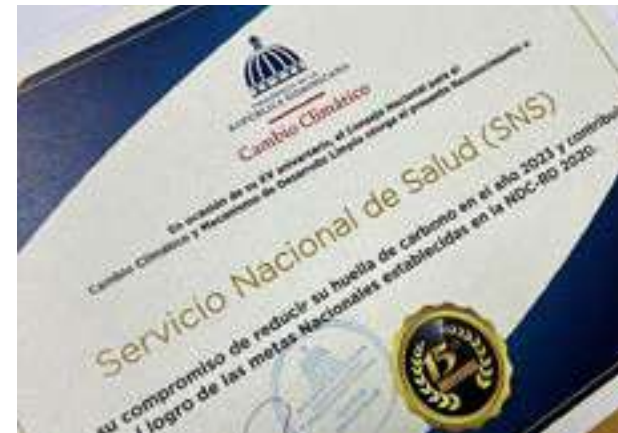 REPÚBLICA DOMINICANA
Cambio Climático
En ocasión de su XV aniversario, el Consejo Nacional para el
Cambio Climático y Mecanismo de Desarrollo Limpio otorga el presente Reconocimiento a
Servicio Nacional de Salud (SNS)
su compromiso de reducir su huella de carbono en el año 2023 y contribui
l logro de las metas Nacionales establecidas en la NDC-RD 2020.
15